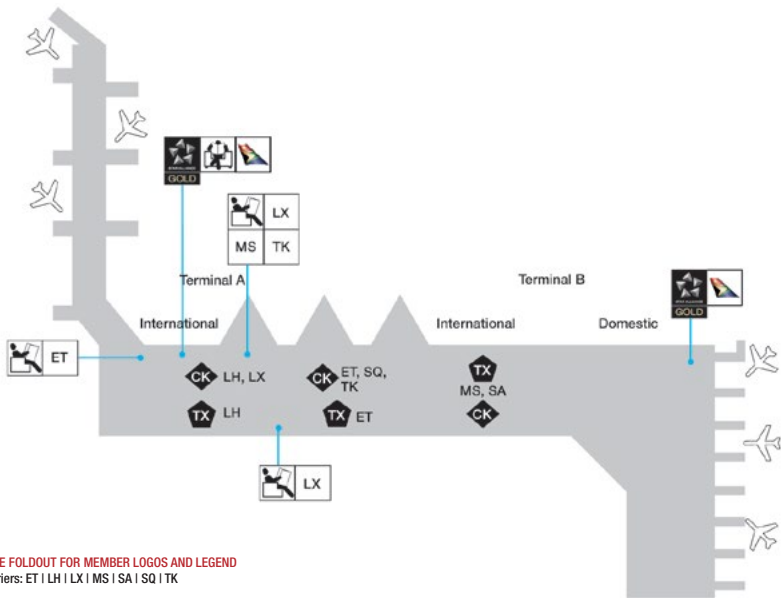 GOLD
LX
MS TK
Terminal A
Terminal B
International
International
Domestic
GOLD
ET
CK LH, LX
CK ET, SQ,
TK
TX
MS, SA
CK
TX LH
TX ET
LX
E FOLDOUT FOR MEMBER LOGOS AND LEGEND
riers: ET | LH | LX | MS | SA | SQ | TK